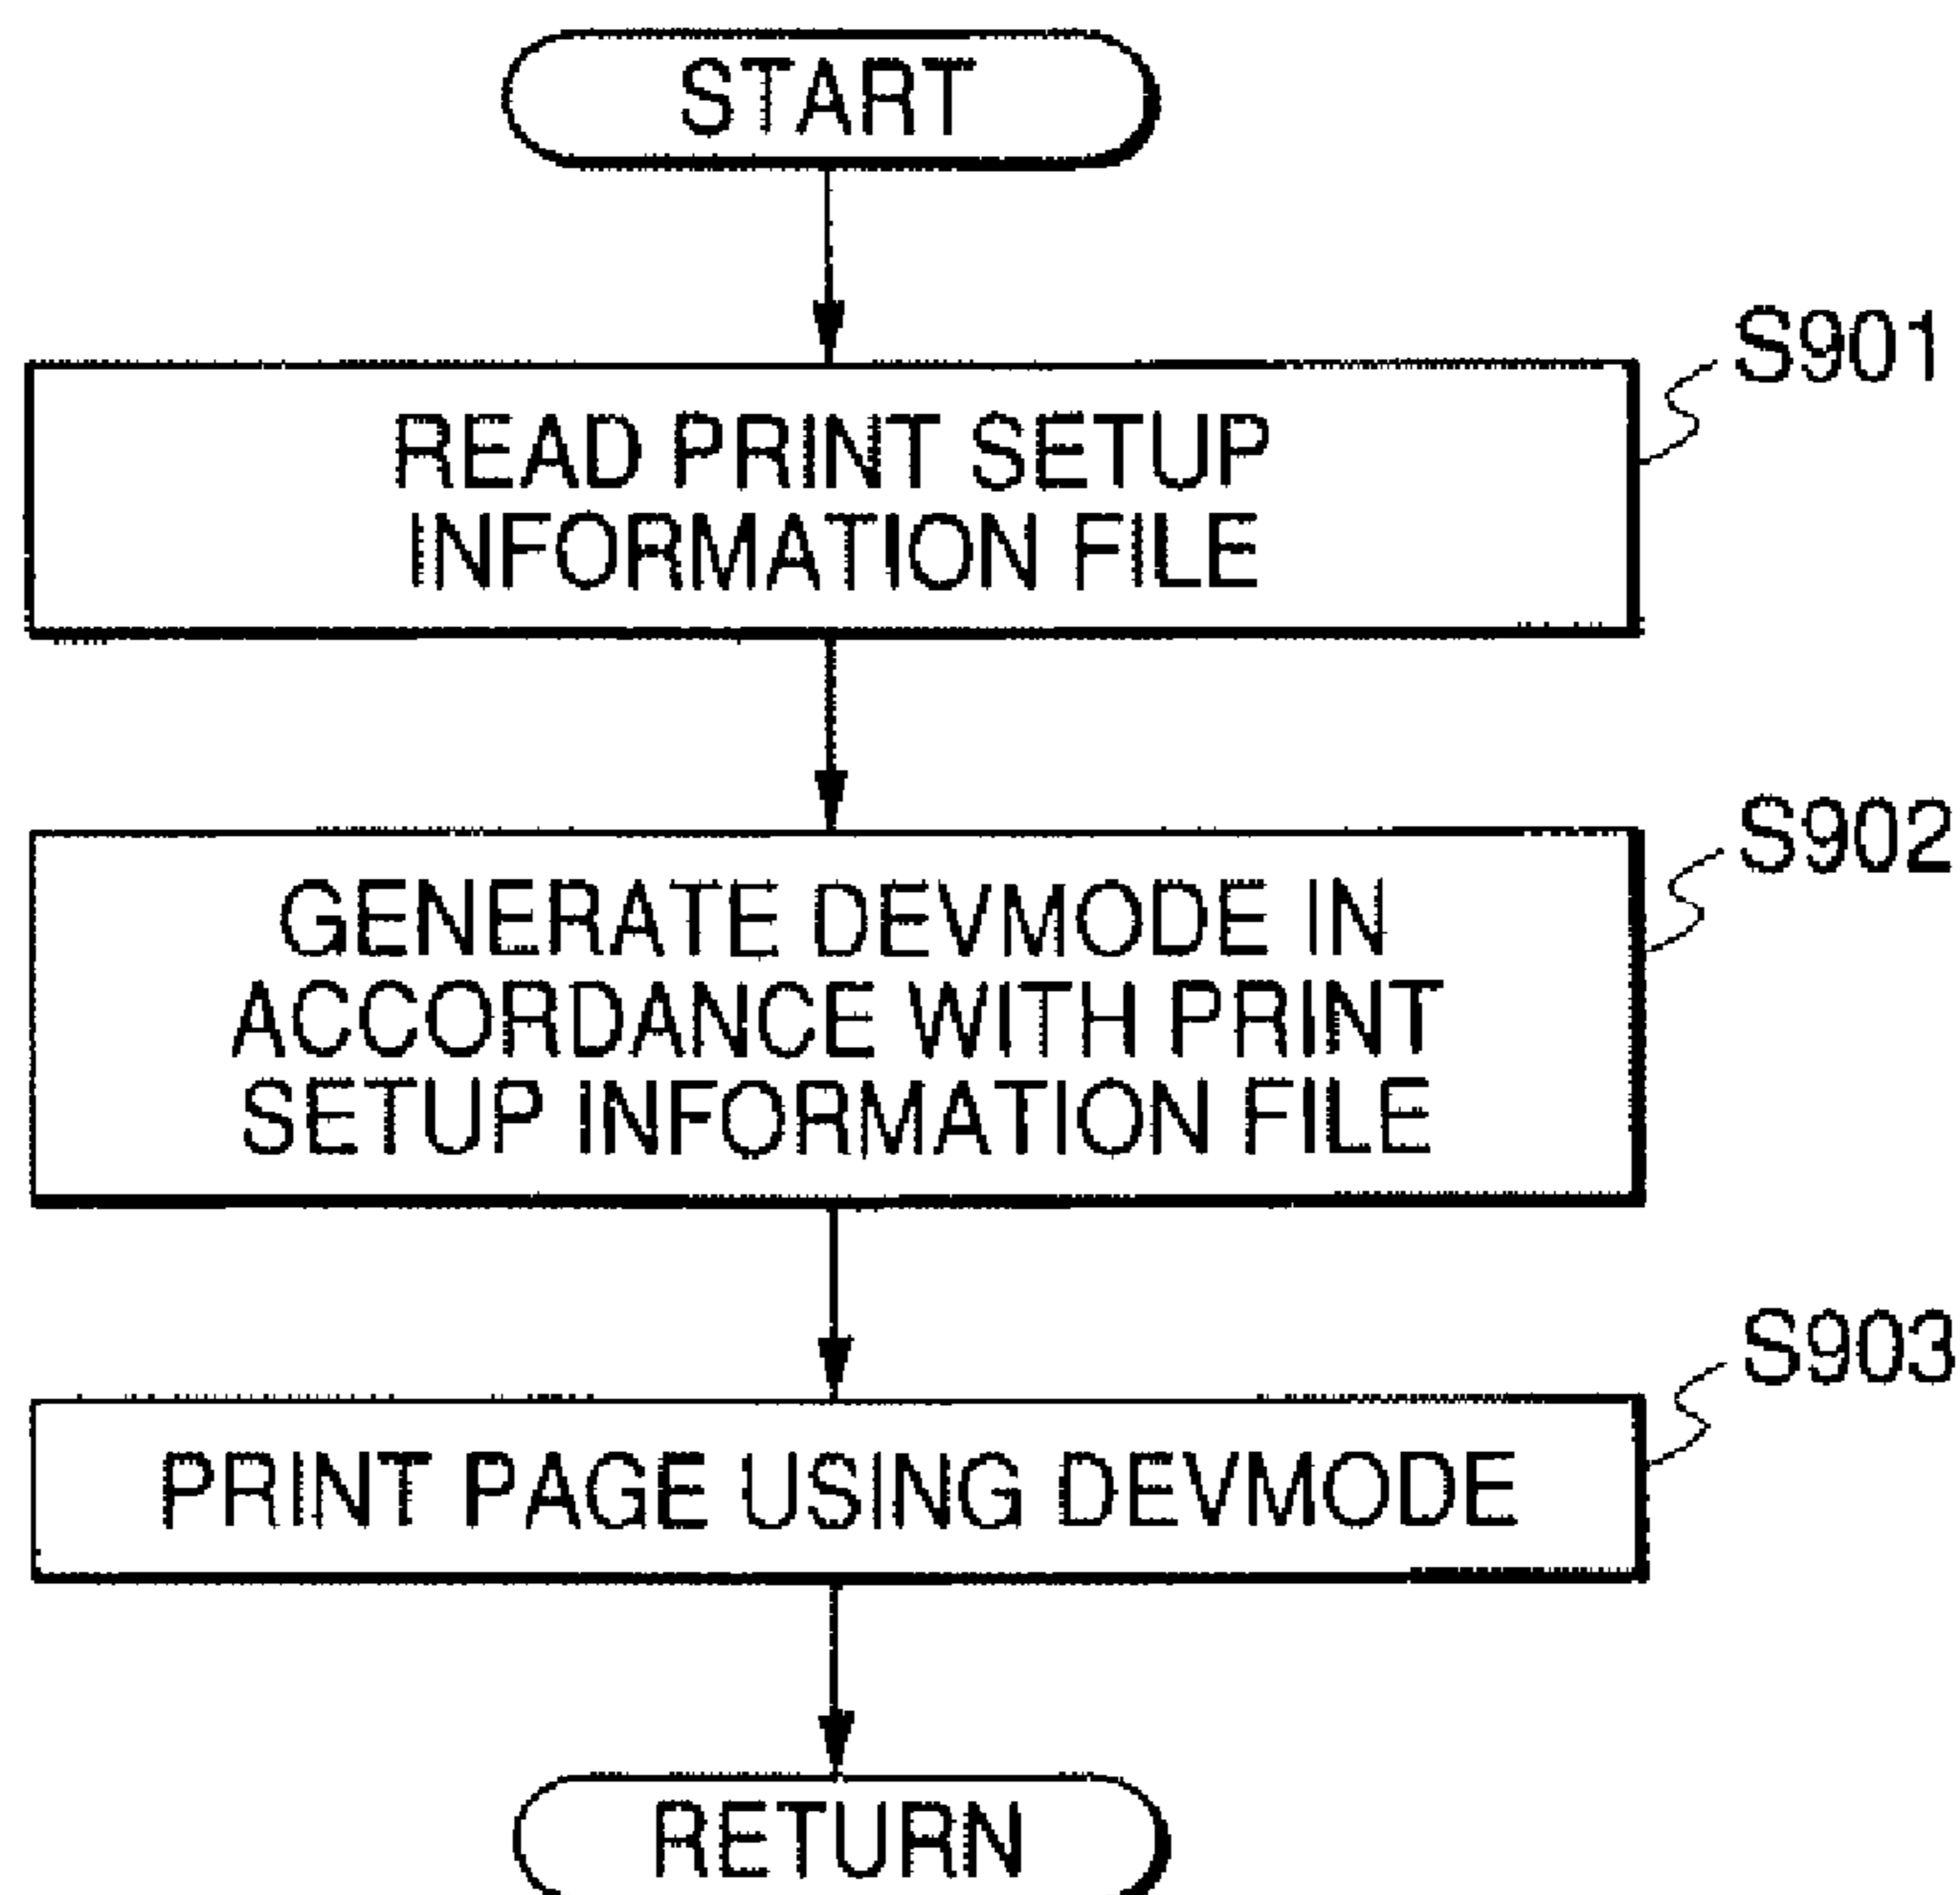 START
S901
READ PRINT SETUP
INFORMATION FILE
S902
GENERATE DEVMODE IN
ACCORDANCE WITH PRINT
SETUP INFORMATION FILE
S903
PRINT PAGE USING DEVMODE
RETURN